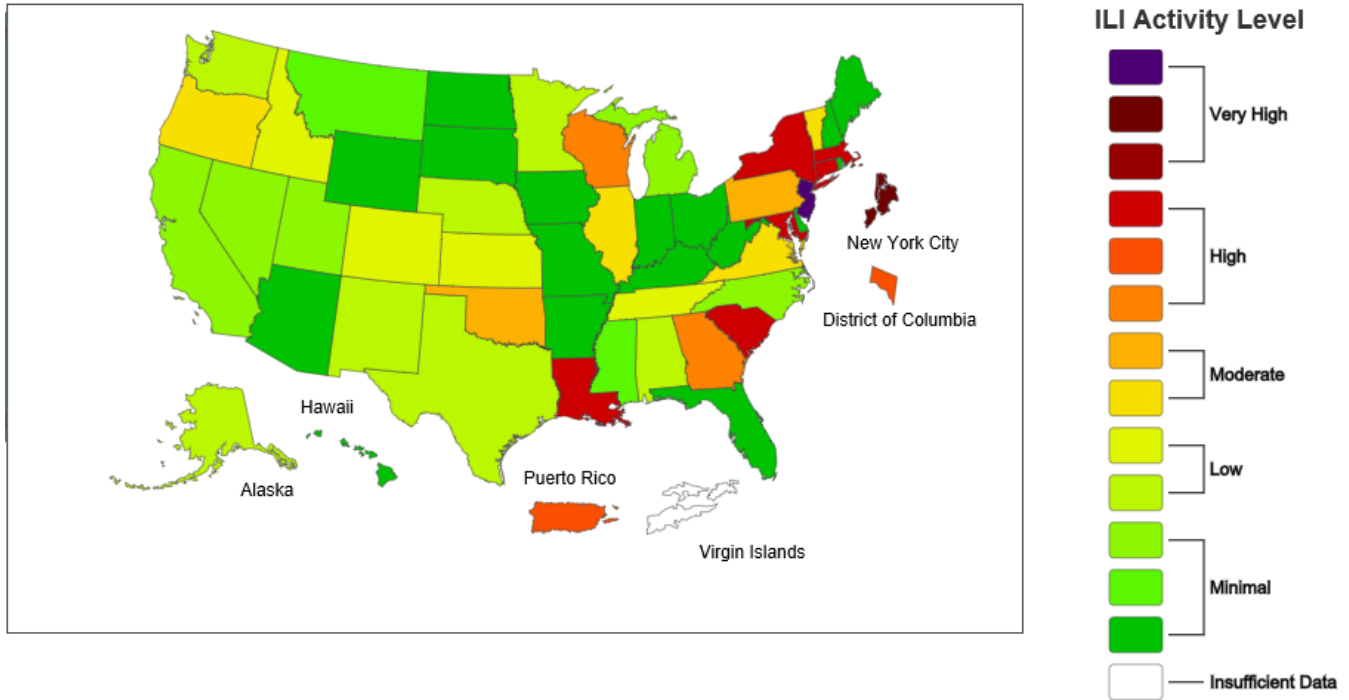 ILI Activity Level
Very High
High
Moderate
Low
Minimal
Insufficient Data
New York City
District of Columbia
Hawaii
Alaska
Puerto Rico
Virgin Islands